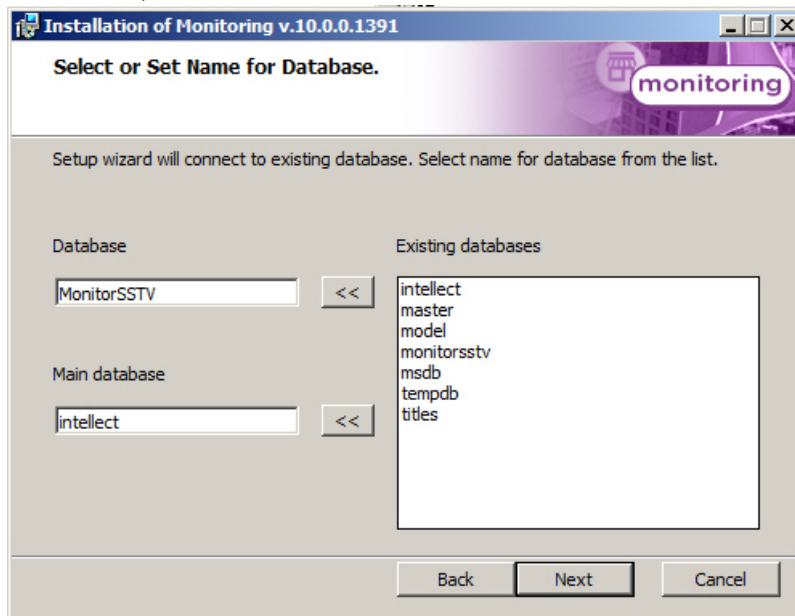 Installation of Monitoring v.10.0.0.1391
Select or Set Name for Database.
monitoring
Setup wizard will connect to existing database. Select name for database from the list.
Database
MonitorSSTV
<<
Main database
intellect
<<
Existing databases
intellect
master
model
monitorsstv
msdb
tempdb
titles
Back
Next
Cancel